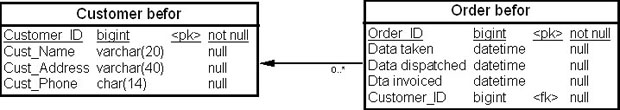 Customer befor
Customer_ID bigint <pk> not null
Cust_Name varchar(20) null
Cust_Address varchar(40) null
Cust_Phone char(14) null
0..*
Order befor
Order_ID bigint <pk> not null
Data taken datetime null
Data dispatched datetime null
Dta invoiced datetime null
Customer_ID bigint <fk> null